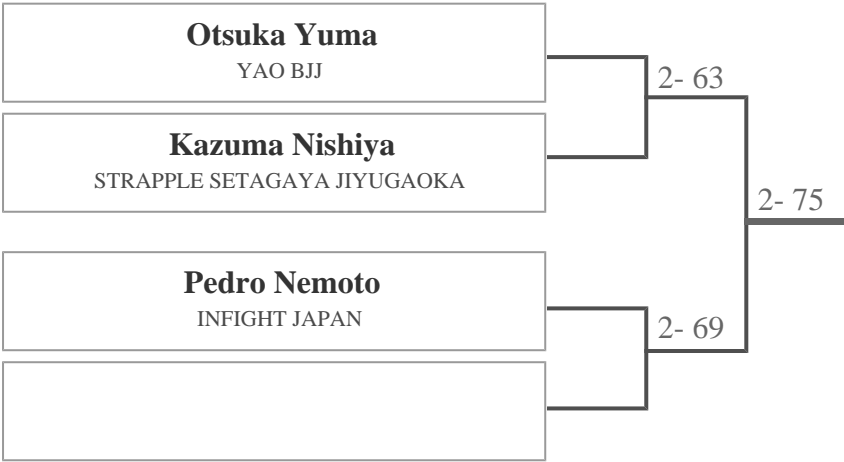 Otsuka Yuma
YAO BJJ
2- 63
Kazuma Nishiya
STRAPPLE SETAGAYA JIYUGAOKA
2- 75
Pedro Nemoto
INFIGHT JAPAN
2- 69